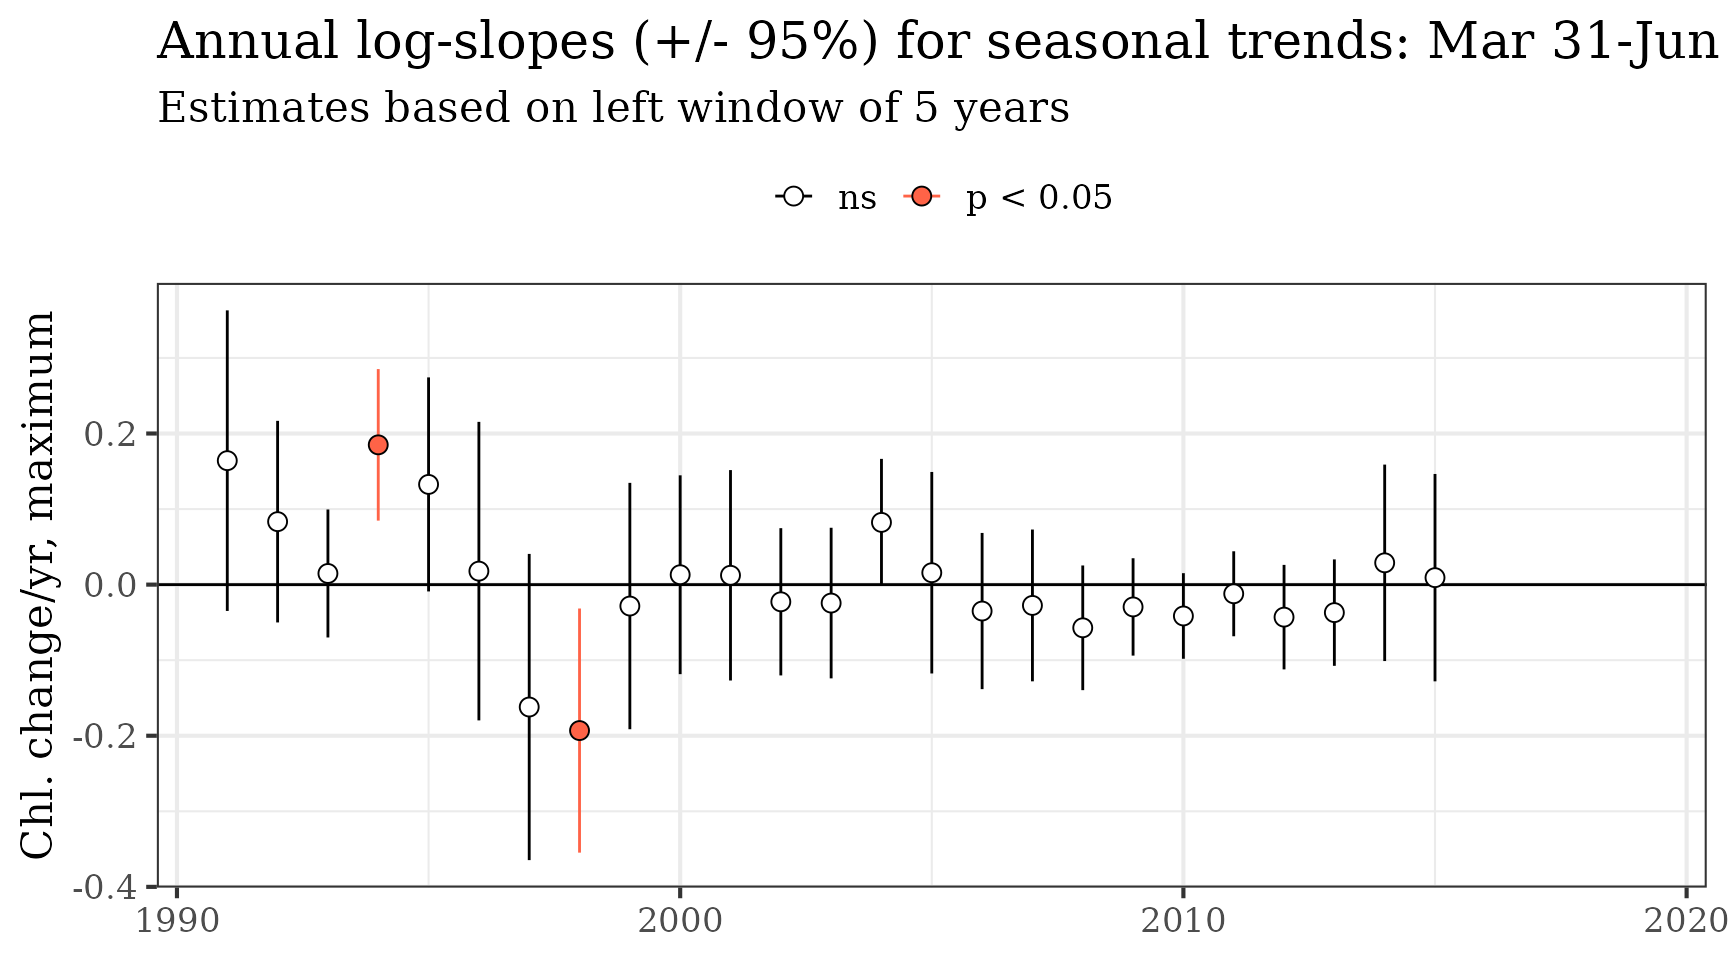 Annual log-slopes (+/- 95%) for seasonal trends: Mar 31-Jun
Estimates based on left window of 5 years
ns p < 0.05
Chl. change/yr, maximum
0.2
0.0
-0.2
-0.4
1990 2000 2010 2020